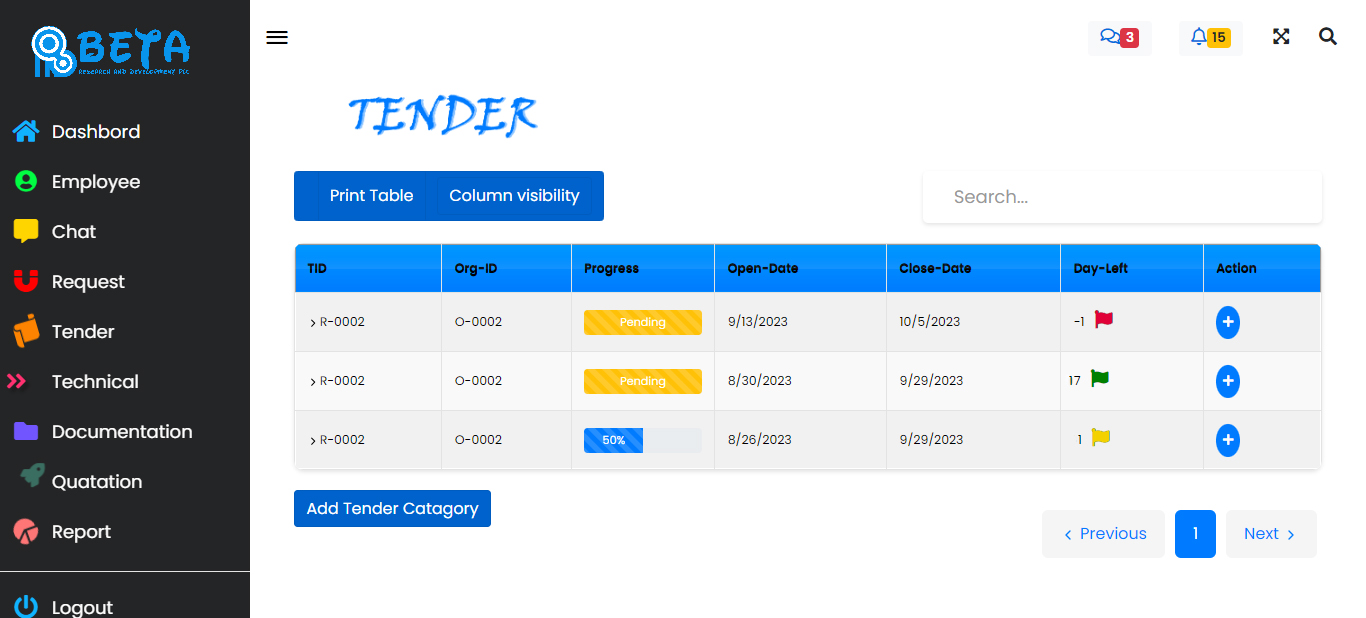 BETA
RESEARCH AND DEVELOPMENT PLC
Dashbord
Employee
Chat
Request
Tender
Technical
Documentation
Quatation
Report
Logout
3
15
TENDER
Print Table Column visibility
Search...
TID Org-ID Progress Open-Date Close-Date Day-Left Action
R-0002 O-0002 Pending 9/13/2023 10/5/2023 -1
R-0002 O-0002 Pending 8/30/2023 9/29/2023 17
R-0002 O-0002 50% 8/26/2023 9/29/2023 1
Add Tender Catagory
Previous 1 Next